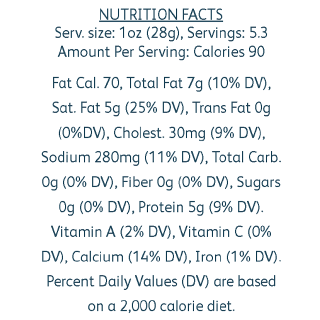 NUTRITION FACTS
Serv. size: 1oz (28g), Servings: 5.3
Amount Per Serving: Calories 90
Fat Cal. 70, Total Fat 7g (10% DV),
Sat. Fat 5g (25% DV), Trans Fat 0g
(0%DV), Cholest. 30mg (9% DV),
Sodium 280mg (11% DV), Total Carb.
0g (0% DV), Fiber 0g (0% DV), Sugars
0g (0% DV), Protein 5g (9% DV).
Vitamin A (2% DV), Vitamin C (0%
DV), Calcium (14% DV), Iron (1% DV).
Percent Daily Values (DV) are based
on a 2,000 calorie diet.